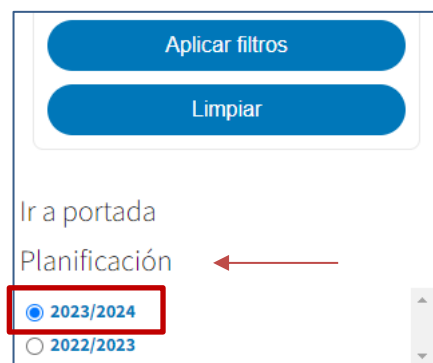 Aplicar filtros
Limpiar
Ir a portada
Planificación
2023/2024
2022/2023